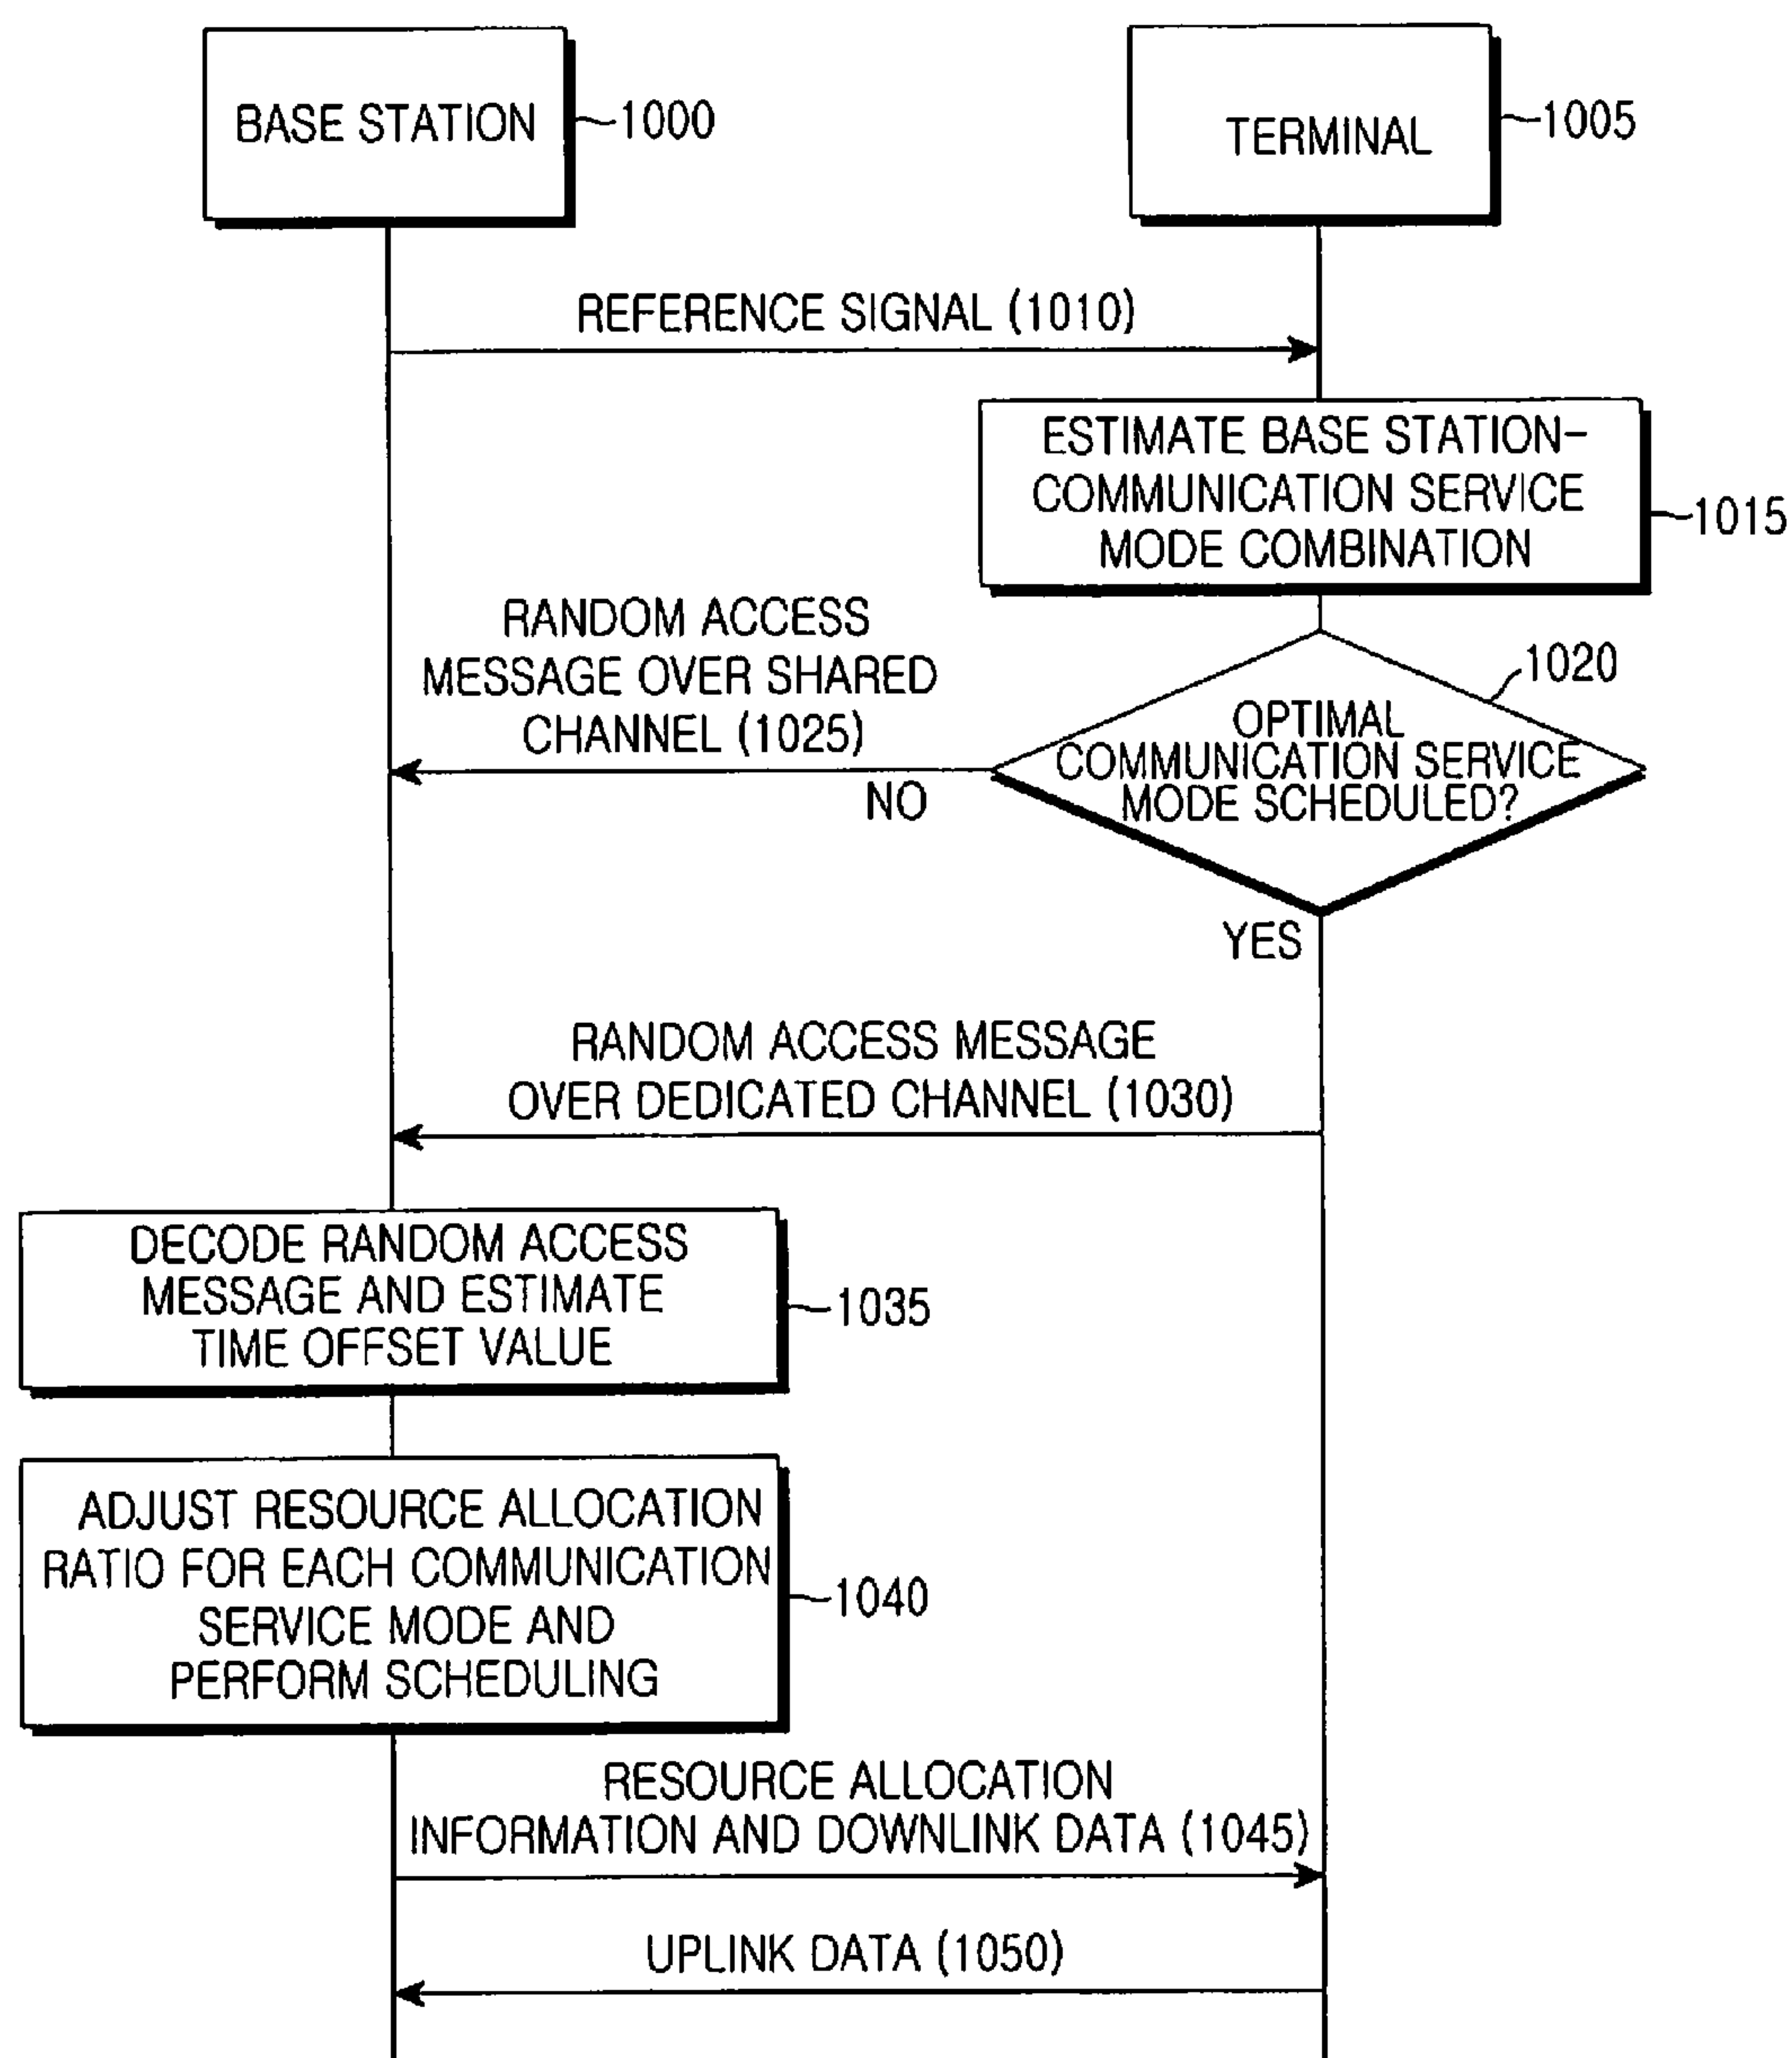 BASE STATION
1000
TERMINAL
1005
REFERENCE SIGNAL (1010)
ESTIMATE BASE STATION-
COMMUNICATION SERVICE
MODE COMBINATION
1015
RANDOM ACCESS
MESSAGE OVER SHARED
CHANNEL (1025)
1020
OPTIMAL
COMMUNICATION SERVICE
MODE SCHEDULED?
NO
YES
RANDOM ACCESS MESSAGE
OVER DEDICATED CHANNEL (1030)
DECODE RANDOM ACCESS
MESSAGE AND ESTIMATE
TIME OFFSET VALUE
1035
ADJUST RESOURCE ALLOCATION
RATIO FOR EACH COMMUNICATION
SERVICE MODE AND
PERFORM SCHEDULING
1040
RESOURCE ALLOCATION
INFORMATION AND DOWNLINK DATA (1045)
UPLINK DATA (1050)